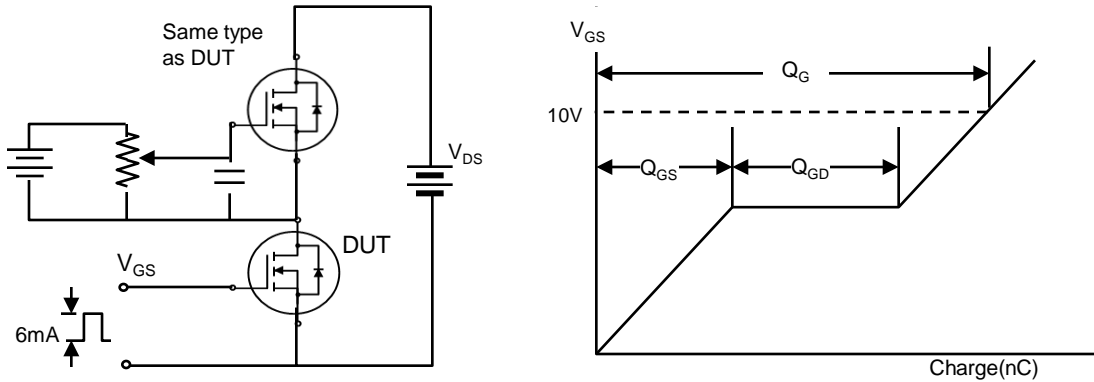 Same type
as DUT
V_DS
DUT
V_GS
6mA
V_GS
Q_G
10V
Q_GS
Q_GD
Charge(nC)